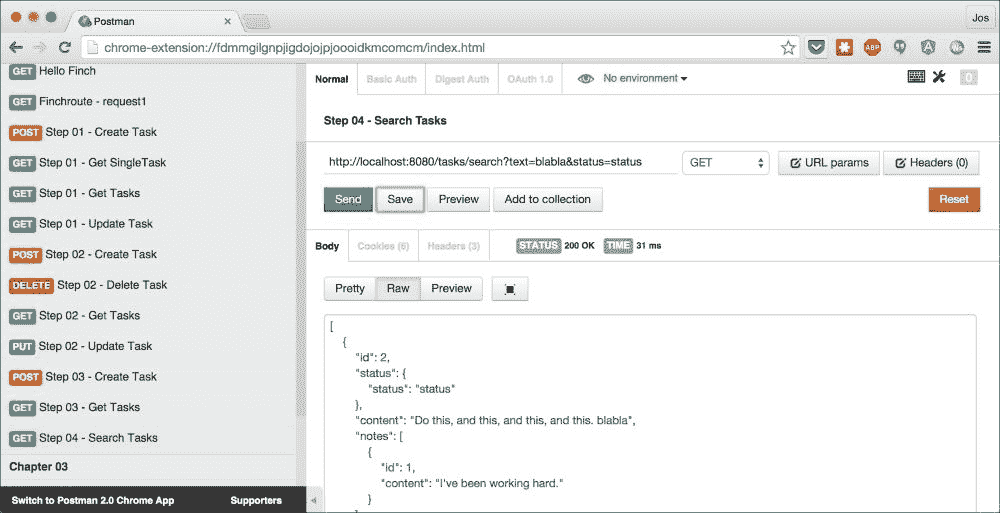 Postman
Jos
chrome-extension://fdmmgilgnpjigdojojpjoooidkmcomcm/index.html
ABP
GET Hello Finch
GET Finchroute - request1
POST Step 01 - Create Task
GET Step 01 - Get SingleTask
GET Step 01 - Get Tasks
GET Step 01 - Update Task
POST Step 02 - Create Task
DELETE Step 02 - Delete Task
GET Step 02 - Get Tasks
PUT Step 02 - Update Task
POST Step 03 - Create Task
GET Step 03 - Get Tasks
GET Step 04 - Search Tasks
Chapter 03
Switch to Postman 2.0 Chrome App Supporters
Normal Basic Auth Digest Auth OAuth 1.0 No environment 0
Step 04 - Search Tasks
http://localhost:8080/tasks/search?text=blabla&status=status GET URL params Headers (0)
Send Save Preview Add to collection Reset
Body Cookies (6) Headers (3) STATUS 200 OK TIME 31 ms
Pretty Raw Preview
[
{
"id": 2,
"status": {
"status": "status"
},
"content": "Do this, and this, and this, and this. blabla",
"notes": [
{
"id": 1,
"content": "I've been working hard."
}